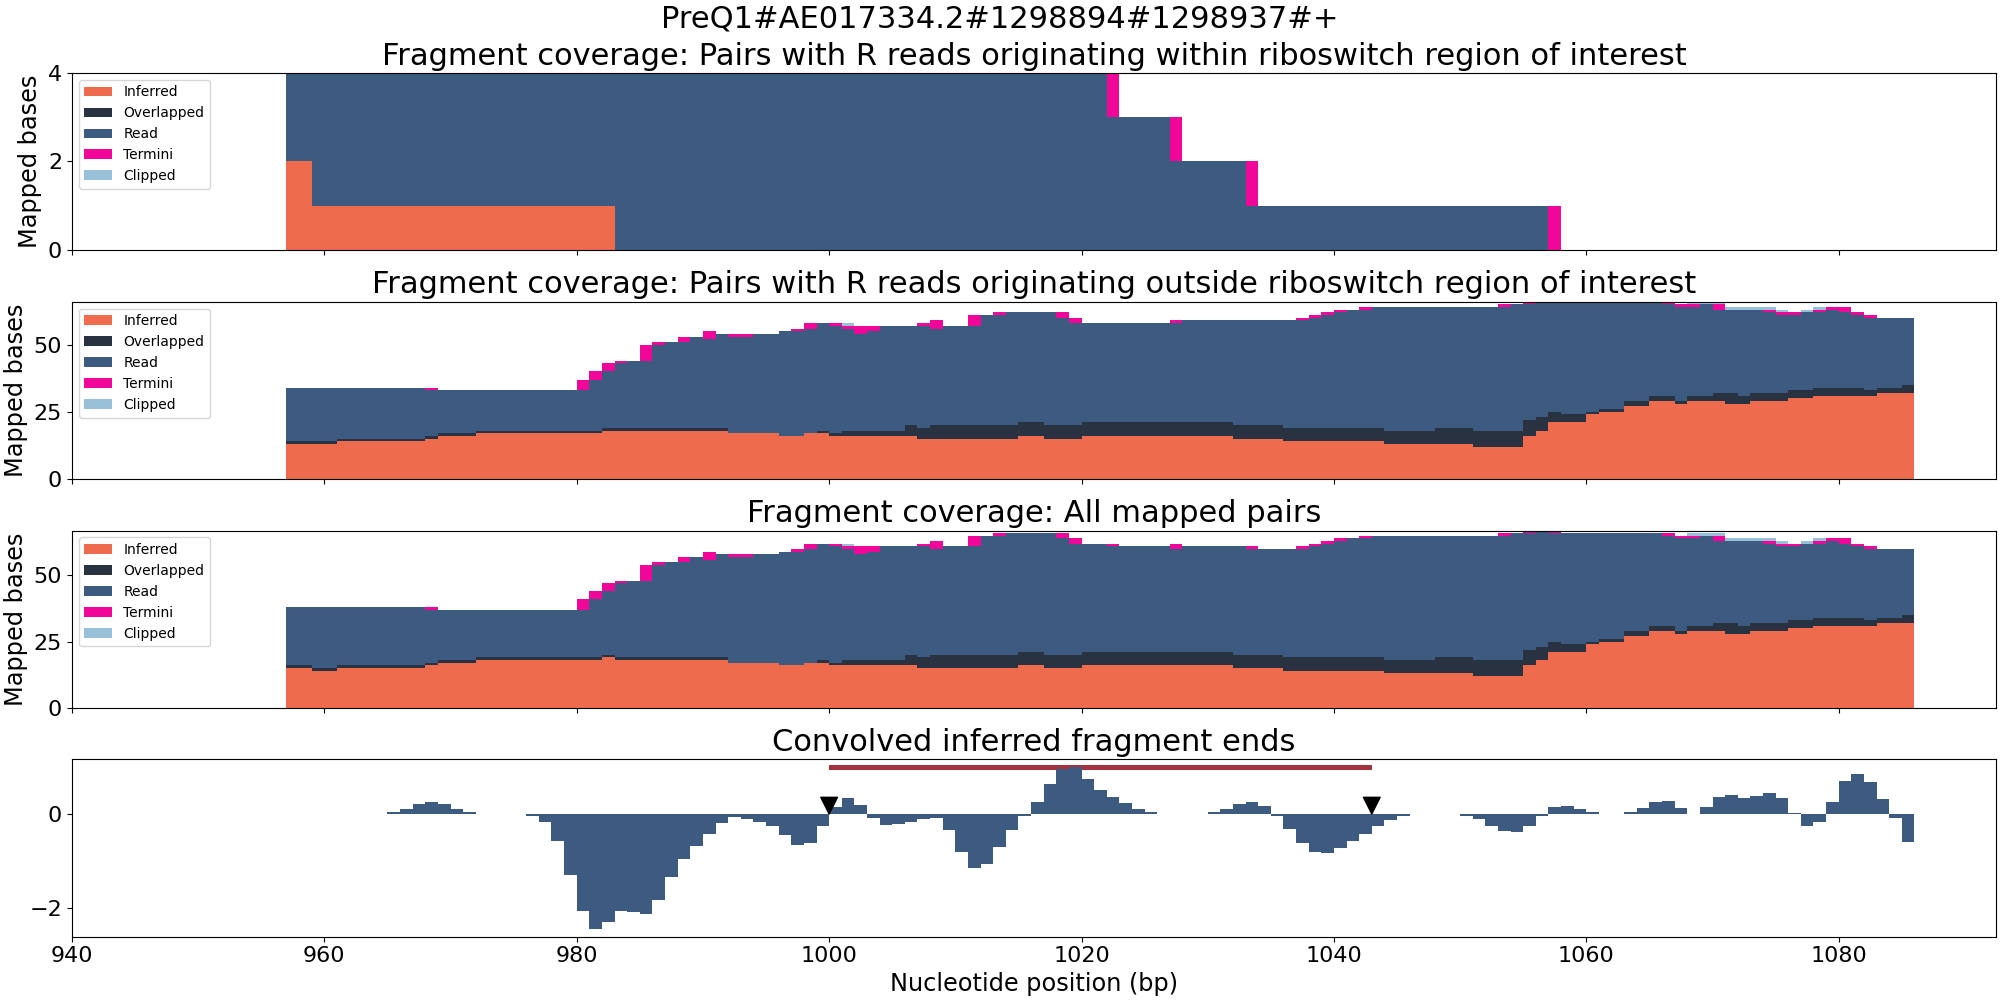 PreQ1#AE017334.2#1298894#1298937#+
Fragment coverage: Pairs with R reads originating within riboswitch region of interest
Mapped bases
4
2
0
Inferred
Overlapped
Read
Termini
Clipped
Fragment coverage: Pairs with R reads originating outside riboswitch region of interest
Mapped bases
50
25
0
Inferred
Overlapped
Read
Termini
Clipped
Fragment coverage: All mapped pairs
Mapped bases
50
25
0
Inferred
Overlapped
Read
Termini
Clipped
Convolved inferred fragment ends
0
−2
940 960 980 1000 1020 1040 1060 1080
Nucleotide position (bp)